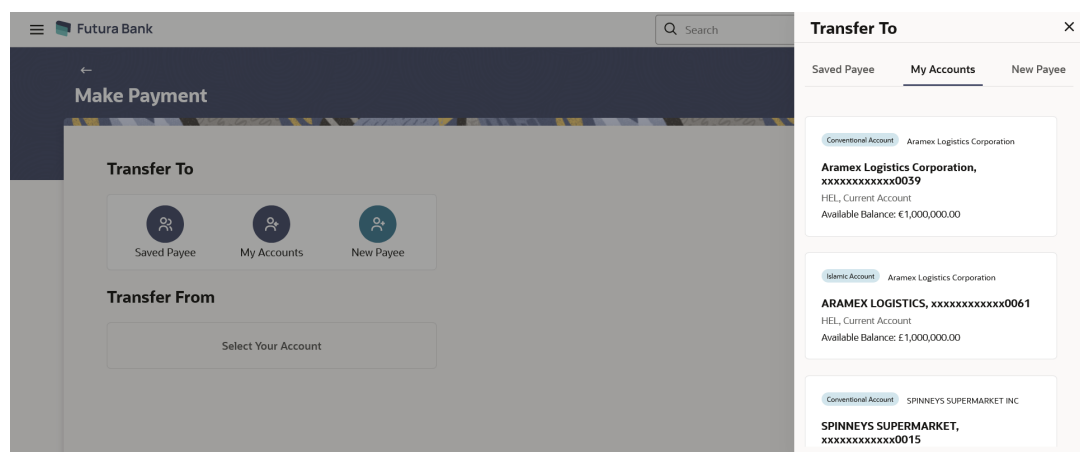 Futura Bank
Search
Make Payment
Transfer To
Saved Payee
My Accounts
New Payee
Transfer From
Select Your Account
Transfer To
Saved Payee
My Accounts
New Payee
Conventional Account Aramex Logistics Corporation
Aramex Logistics Corporation,
xxxxxxxxxxxx0039
HEL, Current Account
Available Balance: €1,000,000.00
Islamic Account Aramex Logistics Corporation
ARAMEX LOGISTICS, xxxxxxxxxxxx0061
HEL, Current Account
Available Balance: £1,000,000.00
Conventional Account SPINNEYS SUPERMARKET INC
SPINNEYS SUPERMARKET,
xxxxxxxxxxxx0015